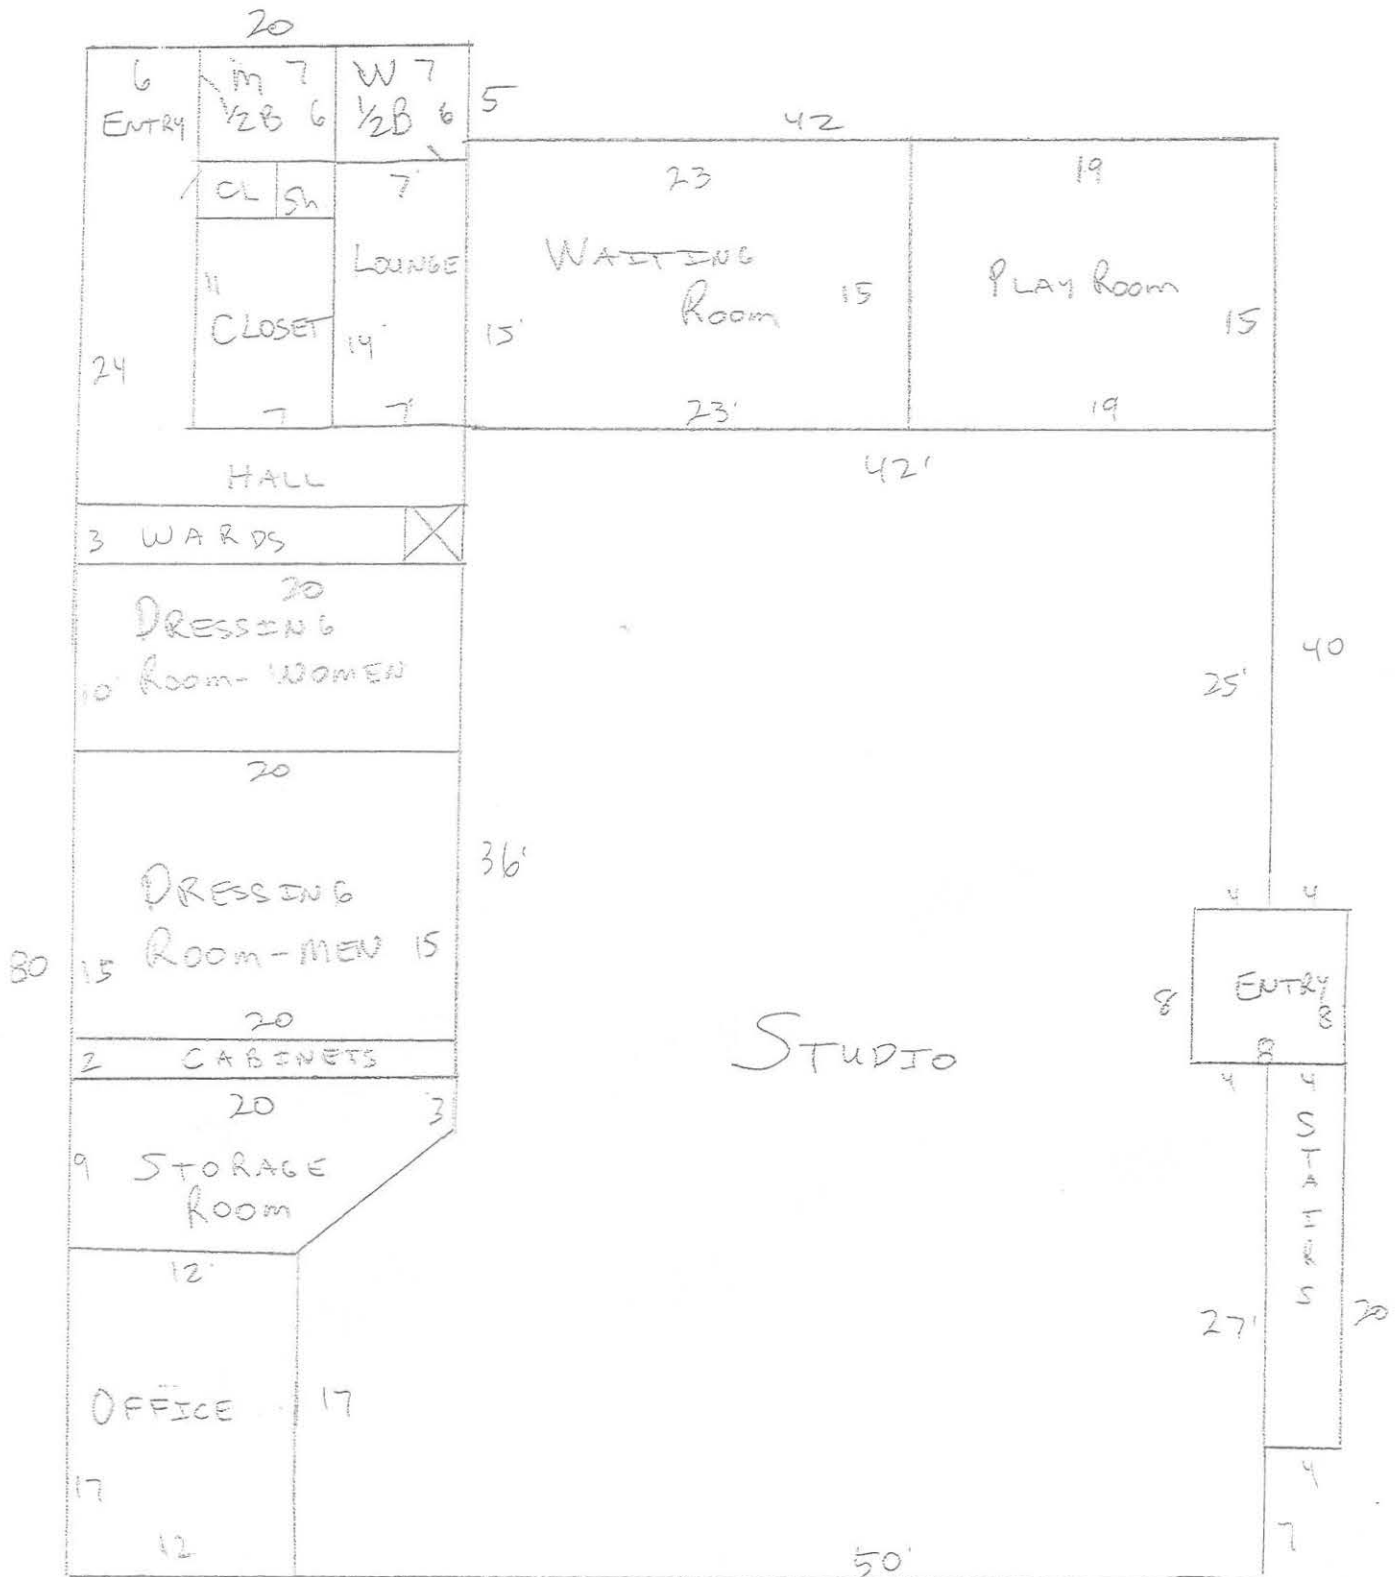 20
6
ENTRY
m 7
1/2B 6
W 7
1/2B 6
5
42
CL
Sh
7'
23
19
LOUNGE
WAITING
Room
15
PLAY Room
15
11
CLOSET
14'
15'
24
7
7'
23'
19
HALL
42'
3 WARDS
20
DRESSING
Room-WOMEN
10'
25'
40
20
36'
DRESSING
Room-MEN 15
80
15
4
4
8
ENTRY
8
8
20
2 CABINETS
STUDIO
4
4
20
3
9 STORAGE
Room
STAIRS
12'
27'
20
OFFICE
17
17
4
12
50'
7